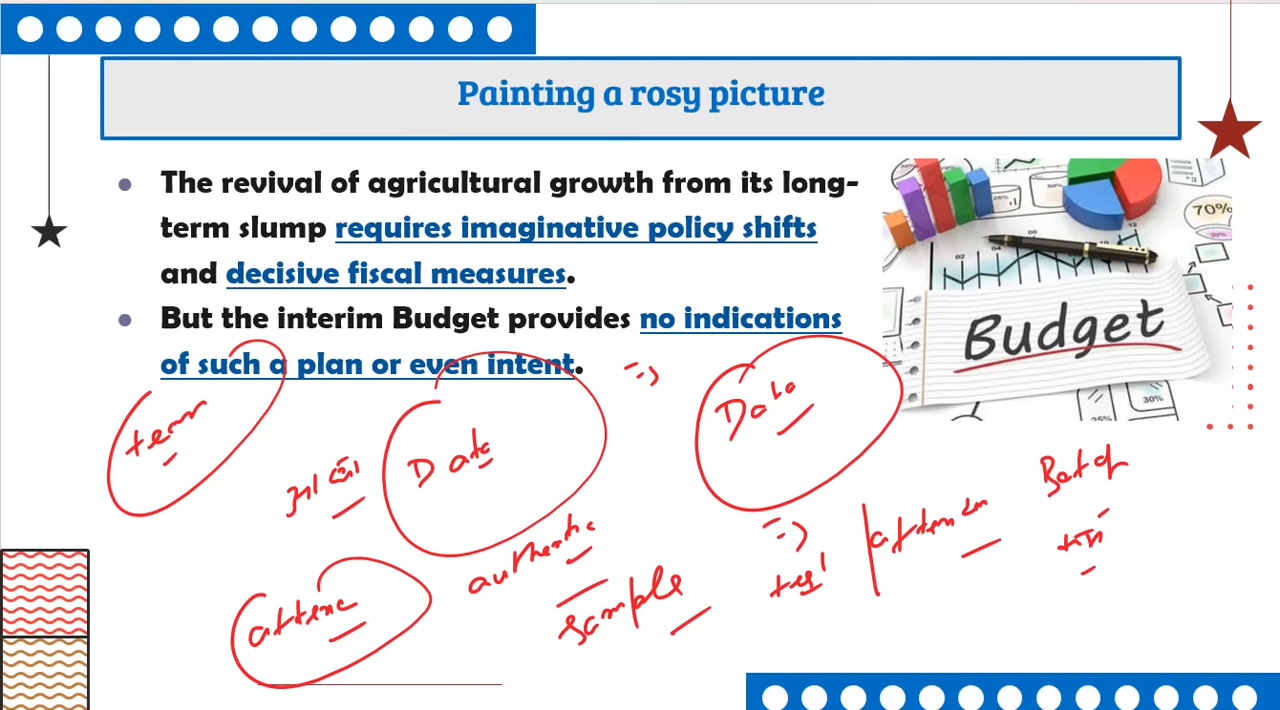 Painting a rosy picture
The revival of agricultural growth from its long-
term slump requires imaginative policy shifts
and decisive fiscal measures.
But the interim Budget provides no indications
of such a plan or even intent.
70%
Budget
30%
Data
Data
authentic
sample